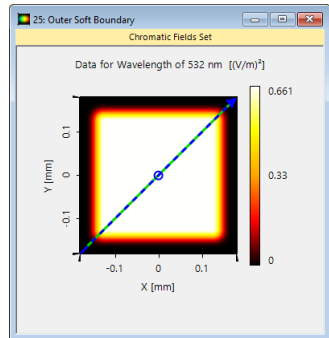 25: Outer Soft Boundary
Chromatic Fields Set
Data for Wavelength of 532 nm [(V/m)²]
0.661
0.33
0
Y [mm]
0.1
0
-0.1
-0.1
0
0.1
X [mm]